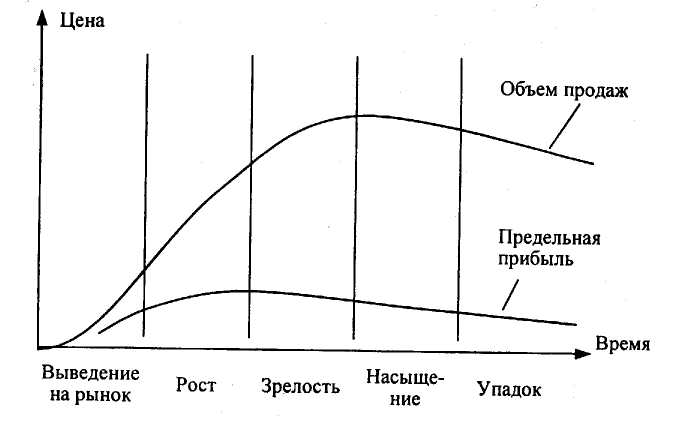 Цена
Объем продаж
Предельная
прибыль
Время
Выведение
на рынок
Рост
Зрелость
Насыще-
ние
Упадок